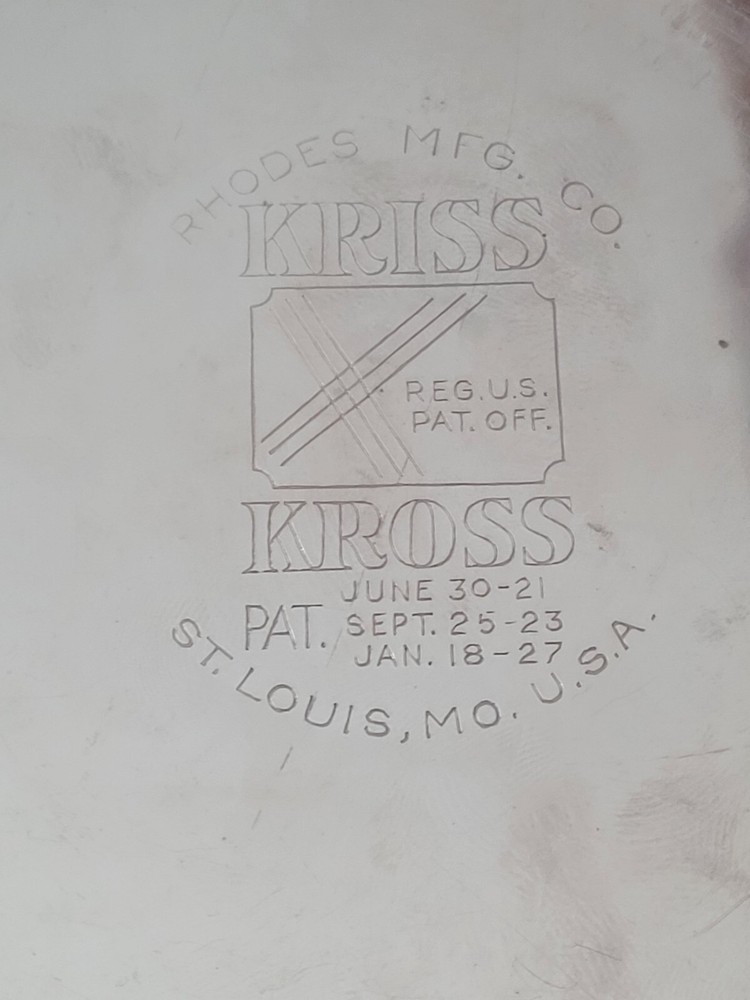 RHODES MFG. CO.
KRISS
REG.U.S.
PAT. OFF.
KROSS
JUNE 30-21
PAT. SEPT. 25-23
JAN. 18-27
ST. LOUIS, MO. U.S.A.